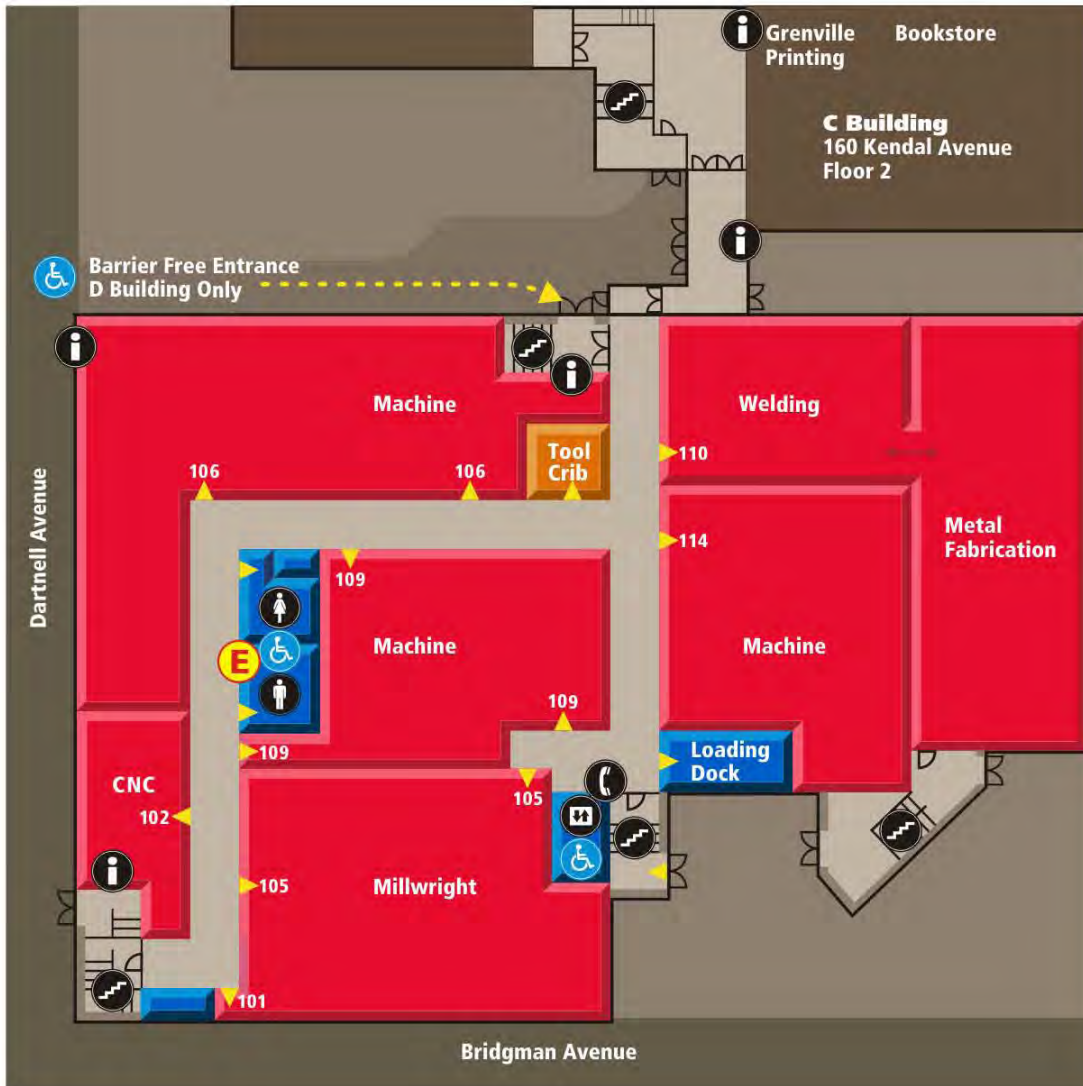 Grenville Bookstore
Printing
C Building
160 Kendal Avenue
Floor 2
Barrier Free Entrance
D Building Only
Machine
Welding
Tool
Crib
110
106
106
Dartnell Avenue
114
Metal
Fabrication
109
Machine
Machine
E
109
109
Loading
Dock
CNC
105
102
105
Millwright
101
Bridgman Avenue